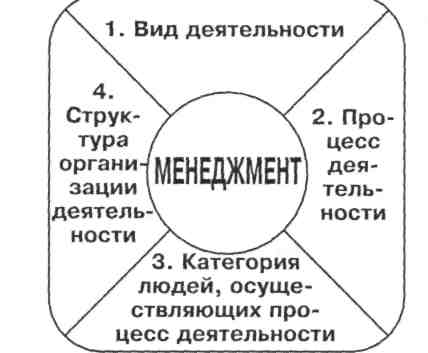 1. Вид деятельности
4.
Струк-
тура
органи-
зации
деятель-
ности
МЕНЕДЖМЕНТ
2. Про-
цесс
дея-
тель-
ности
3. Категория
людей, осуще-
ствляющих про-
цесс деятельности